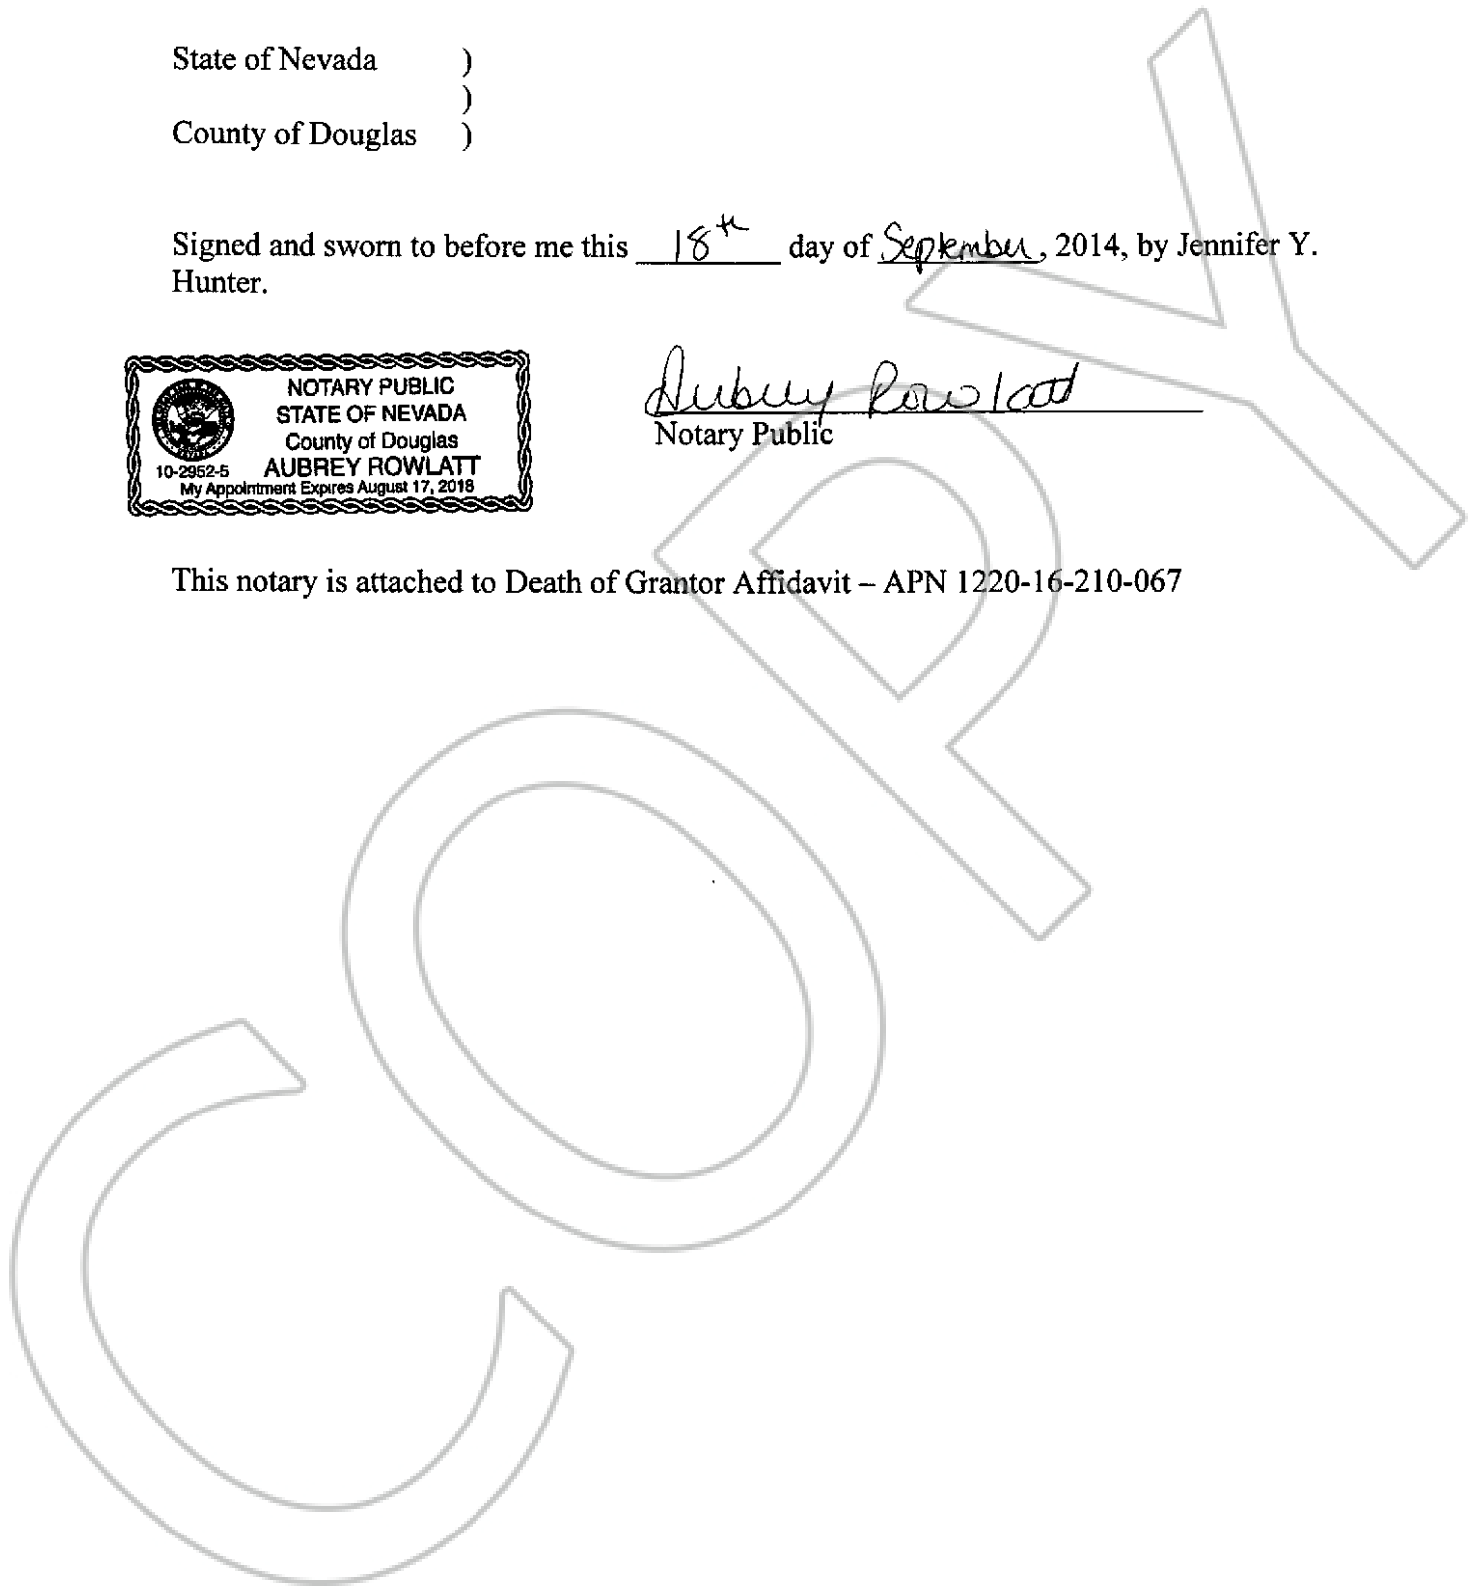 State of Nevada )
)
County of Douglas )
Signed and sworn to before me this 18th day of September, 2014, by Jennifer Y.
Hunter.
NOTARY PUBLIC
STATE OF NEVADA
County of Douglas
10-2952-5 AUBREY ROWLATT
My Appointment Expires August 17, 2018
Aubrey Rowlatt
Notary Public
This notary is attached to Death of Grantor Affidavit – APN 1220-16-210-067
COPY